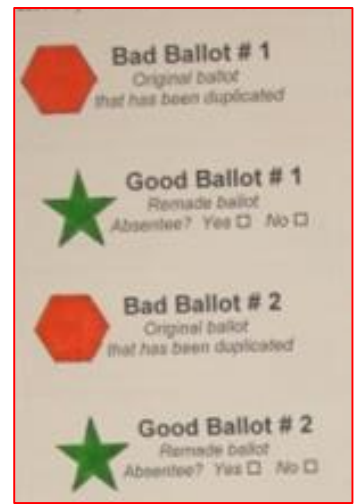 Bad Ballot # 1
Original ballot
that has been duplicated
Good Ballot # 1
Remade ballot
Absentee? Yes ☐ No ☐
Bad Ballot # 2
Original ballot
that has been duplicated
Good Ballot # 2
Remade ballot
Absentee? Yes ☐ No ☐